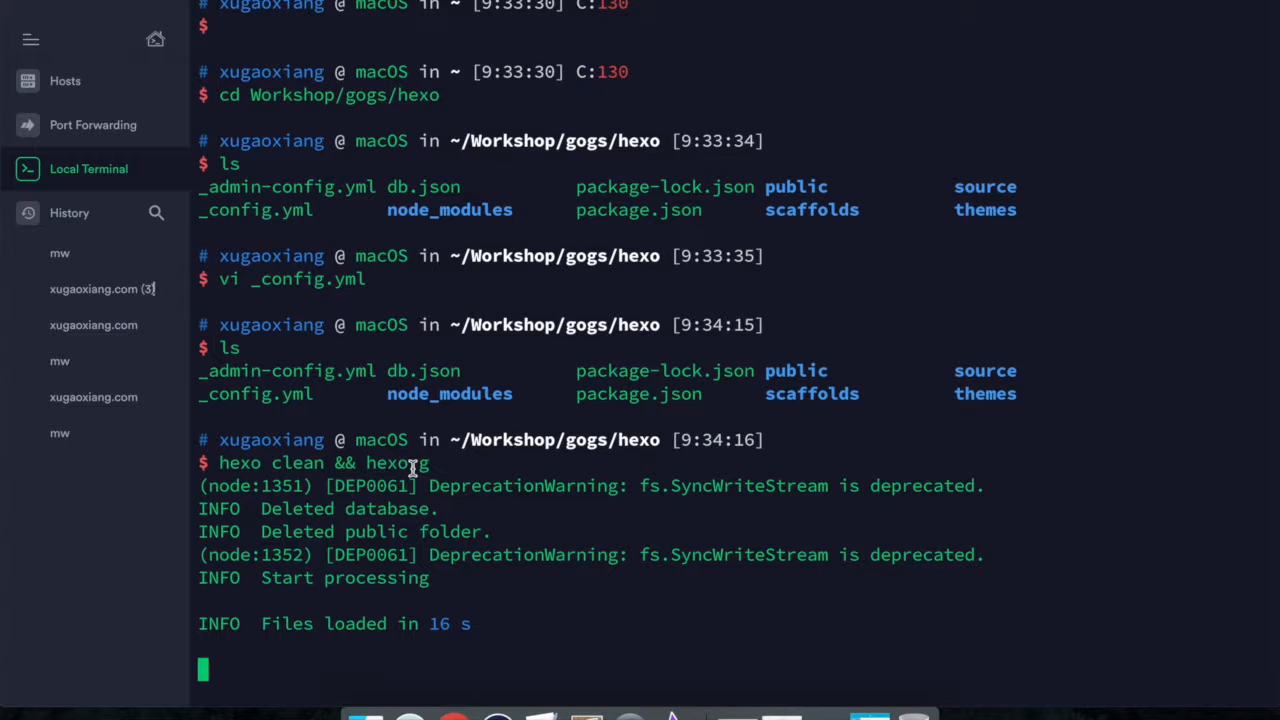 # xugaoxiang @ macOS in ~ [9:33:30] C:130
$
# xugaoxiang @ macOS in ~ [9:33:30] C:130
$ cd Workshop/gogs/hexo
# xugaoxiang @ macOS in ~/Workshop/gogs/hexo [9:33:34]
$ ls
_admin-config.yml db.json package-lock.json public source
_config.yml node_modules package.json scaffolds themes
# xugaoxiang @ macOS in ~/Workshop/gogs/hexo [9:33:35]
$ vi _config.yml
# xugaoxiang @ macOS in ~/Workshop/gogs/hexo [9:34:15]
$ ls
_admin-config.yml db.json package-lock.json public source
_config.yml node_modules package.json scaffolds themes
# xugaoxiang @ macOS in ~/Workshop/gogs/hexo [9:34:16]
$ hexo clean && hexo g
(node:1351) [DEP0061] DeprecationWarning: fs.SyncWriteStream is deprecated.
INFO Deleted database.
INFO Deleted public folder.
(node:1352) [DEP0061] DeprecationWarning: fs.SyncWriteStream is deprecated.
INFO Start processing
INFO Files loaded in 16 s
Hosts
Port Forwarding
Local Terminal
History
mw
xugaoxiang.com (3)
xugaoxiang.com
mw
xugaoxiang.com
mw